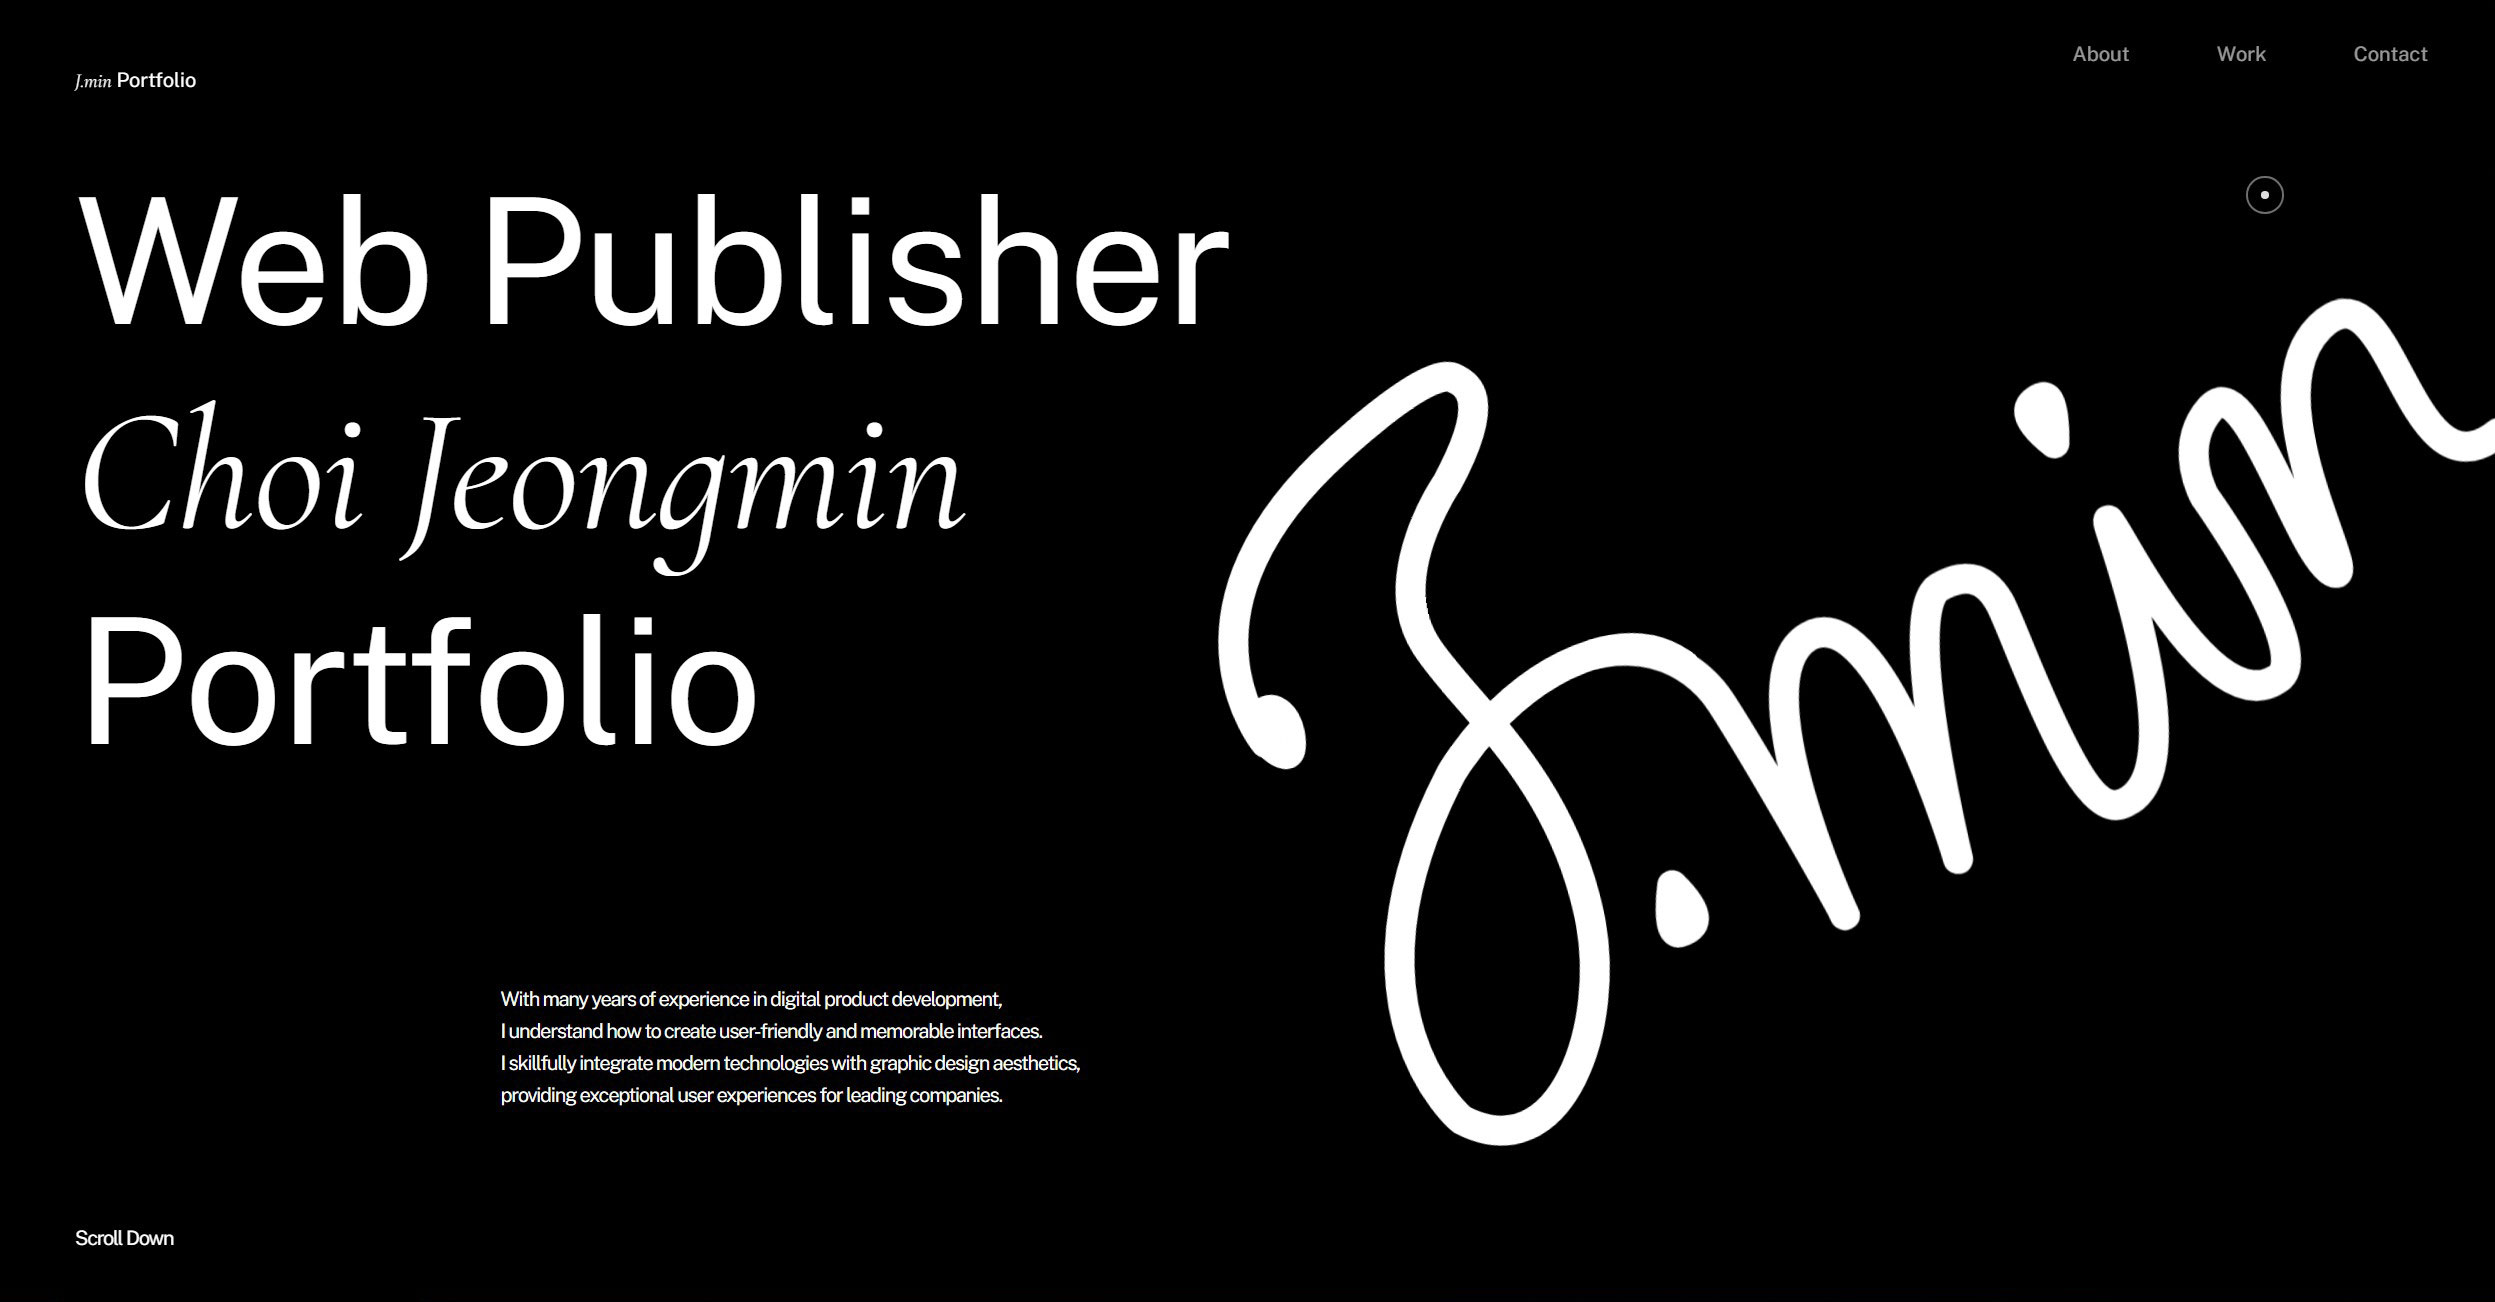 About Work Contact
J.min Portfolio
Web Publisher
Choi Jeongmin
Portfolio
J.min
With many years of experience in digital product development,
I understand how to create user-friendly and memorable interfaces.
I skillfully integrate modern technologies with graphic design aesthetics,
providing exceptional user experiences for leading companies.
Scroll Down